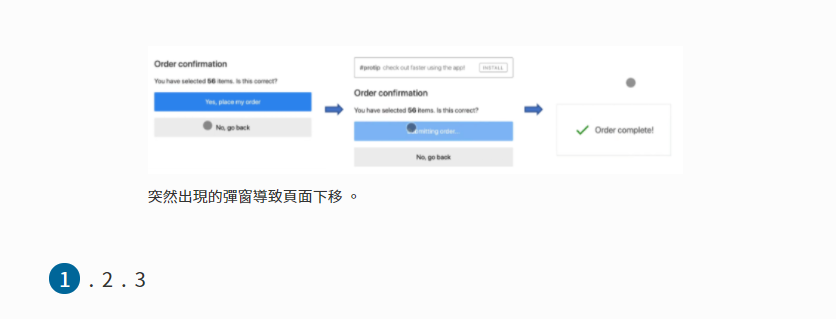 Order confirmation
You have selected 56 items. Is this correct?
Yes, place my order
No, go back
#protip check out faster using the app! INSTALL
Order confirmation
You have selected 56 items. Is this correct?
order...
No, go back
Order complete!
突然出現的彈窗導致頁面下移 。
1 . 2 . 3